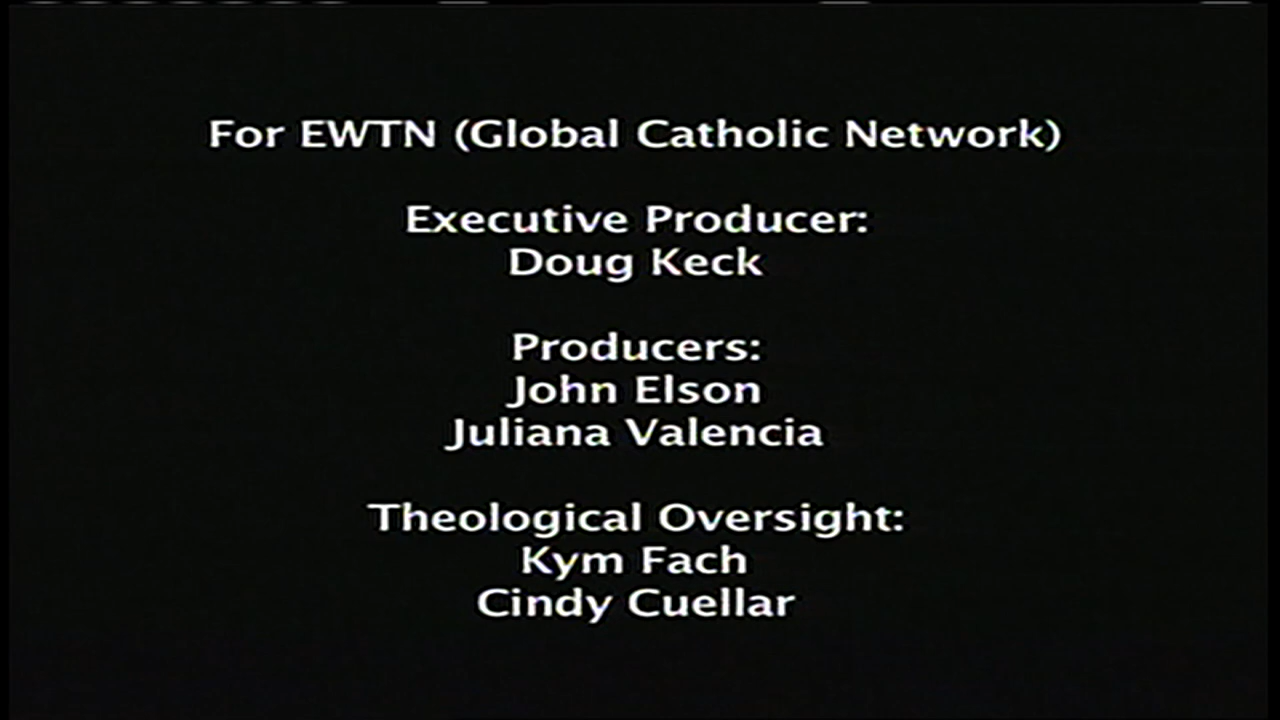 For EWTN (Global Catholic Network)
Executive Producer:
Doug Keck
Producers:
John Elson
Juliana Valencia
Theological Oversight:
Kym Fach
Cindy Cuellar